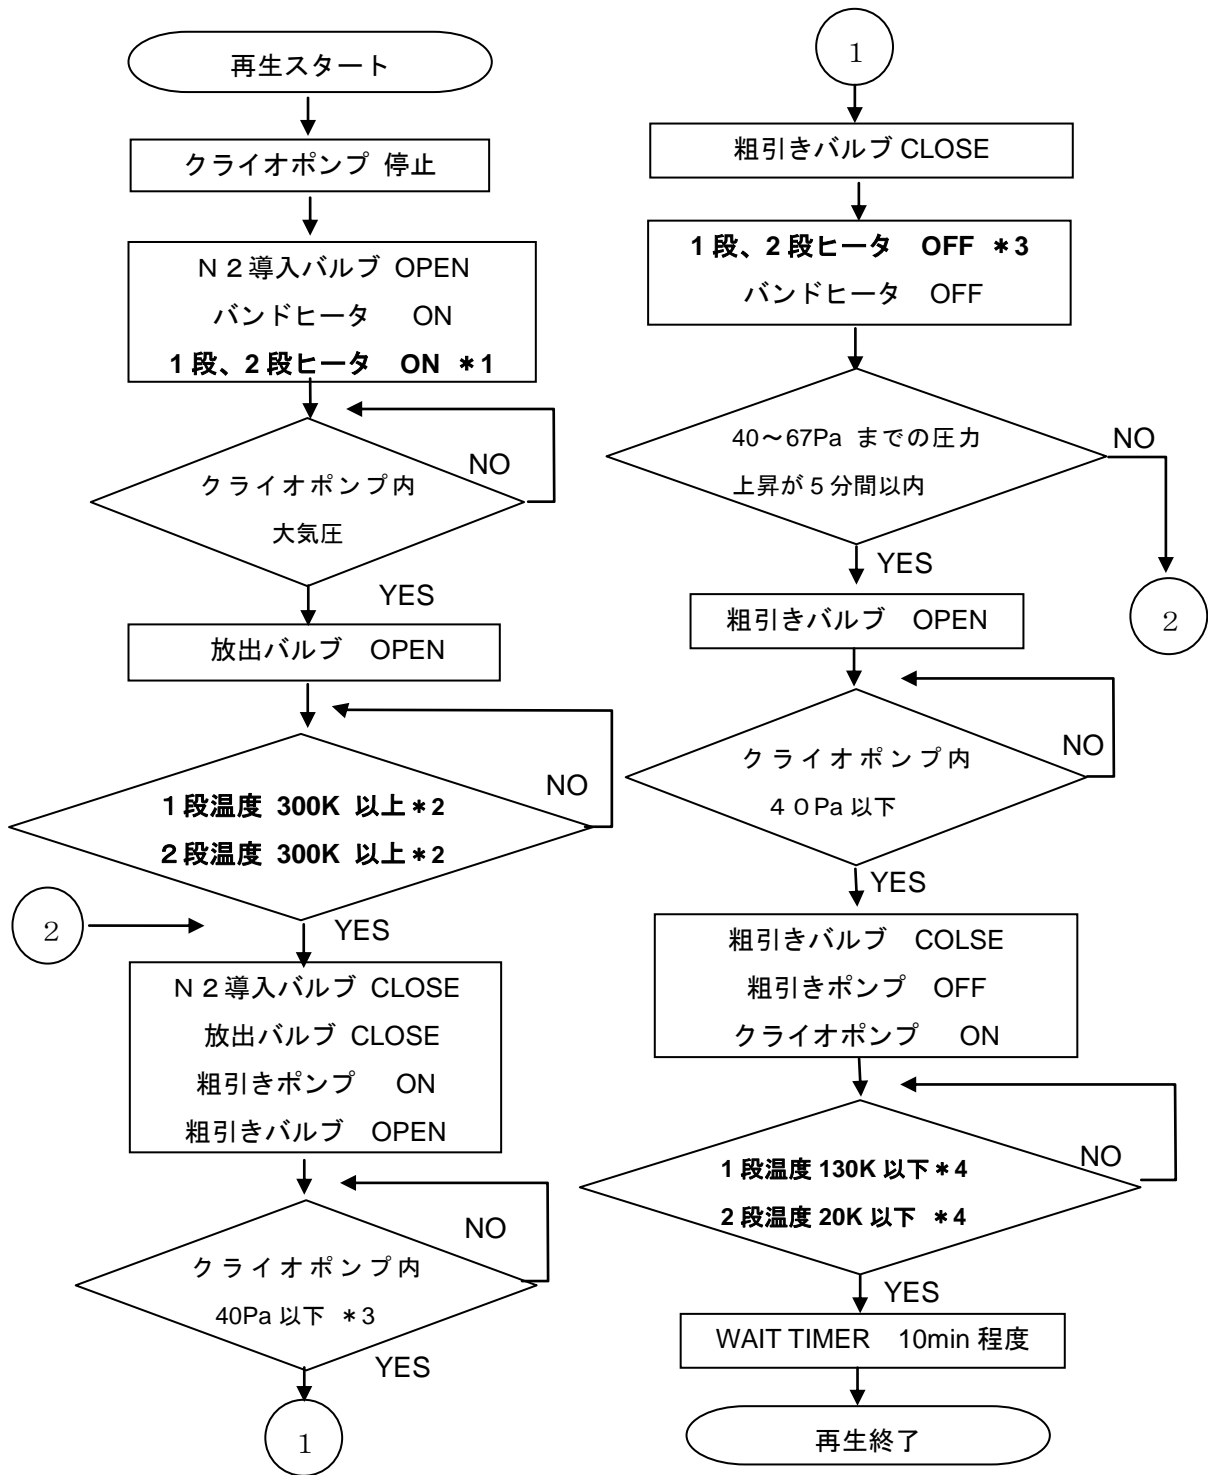 再生スタート
クライオポンプ 停止
Ｎ２導入バルブ OPEN
バンドヒータ ON
１段、２段ヒータ ON ＊1
クライオポンプ内
大気圧
NO
YES
放出バルブ OPEN
１段温度 300K 以上＊2
２段温度 300K 以上＊2
NO
YES
２
Ｎ２導入バルブ CLOSE
放出バルブ CLOSE
粗引きポンプ ON
粗引きバルブ OPEN
クライオポンプ内
40Pa 以下 ＊3
NO
YES
１
１
粗引きバルブ CLOSE
1 段、2 段ヒータ OFF ＊3
バンドヒータ OFF
40～67Pa までの圧力
上昇が 5 分間以内
NO
YES
２
粗引きバルブ OPEN
クライオポンプ内
４０Pa 以下
NO
YES
粗引きバルブ COLSE
粗引きポンプ OFF
クライオポンプ ON
1 段温度 130K 以下＊4
2 段温度 20K 以下 ＊4
NO
YES
WAIT TIMER 10min 程度
再生終了